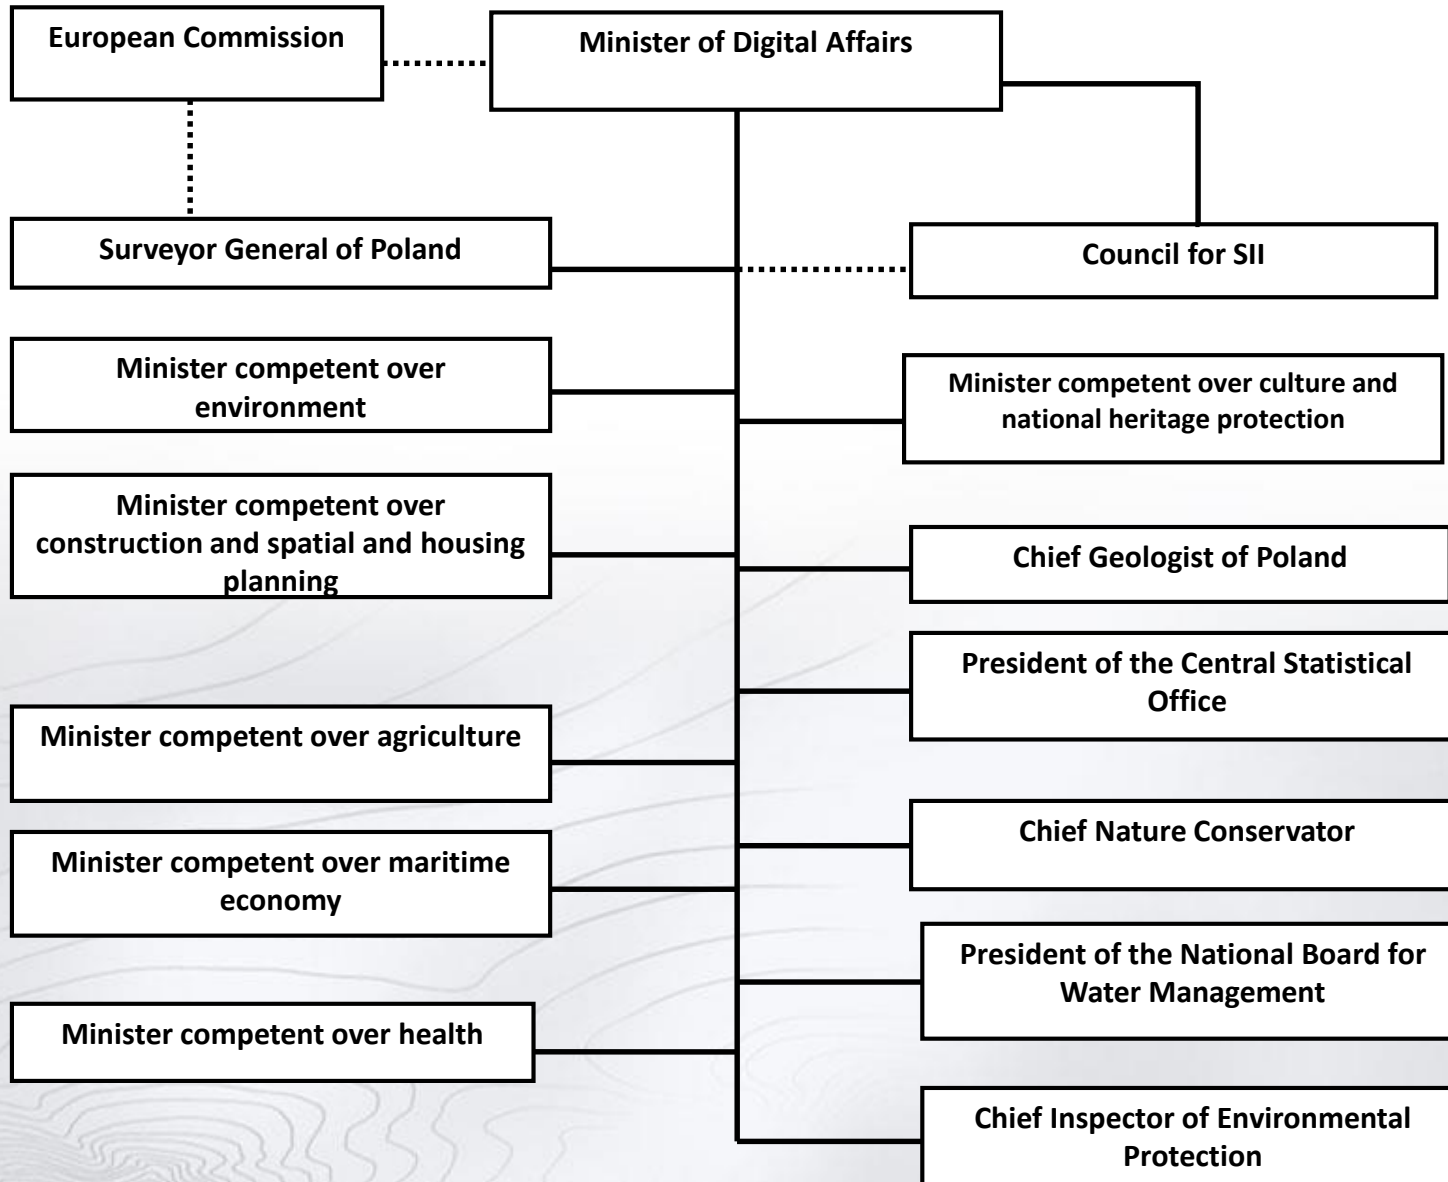 European Commission
Minister of Digital Affairs
Surveyor General of Poland
Council for SII
Minister competent over
environment
Minister competent over culture and
national heritage protection
Minister competent over
construction and spatial and housing
planning
Chief Geologist of Poland
President of the Central Statistical
Office
Minister competent over agriculture
Chief Nature Conservator
Minister competent over maritime
economy
President of the National Board for
Water Management
Minister competent over health
Chief Inspector of Environmental
Protection